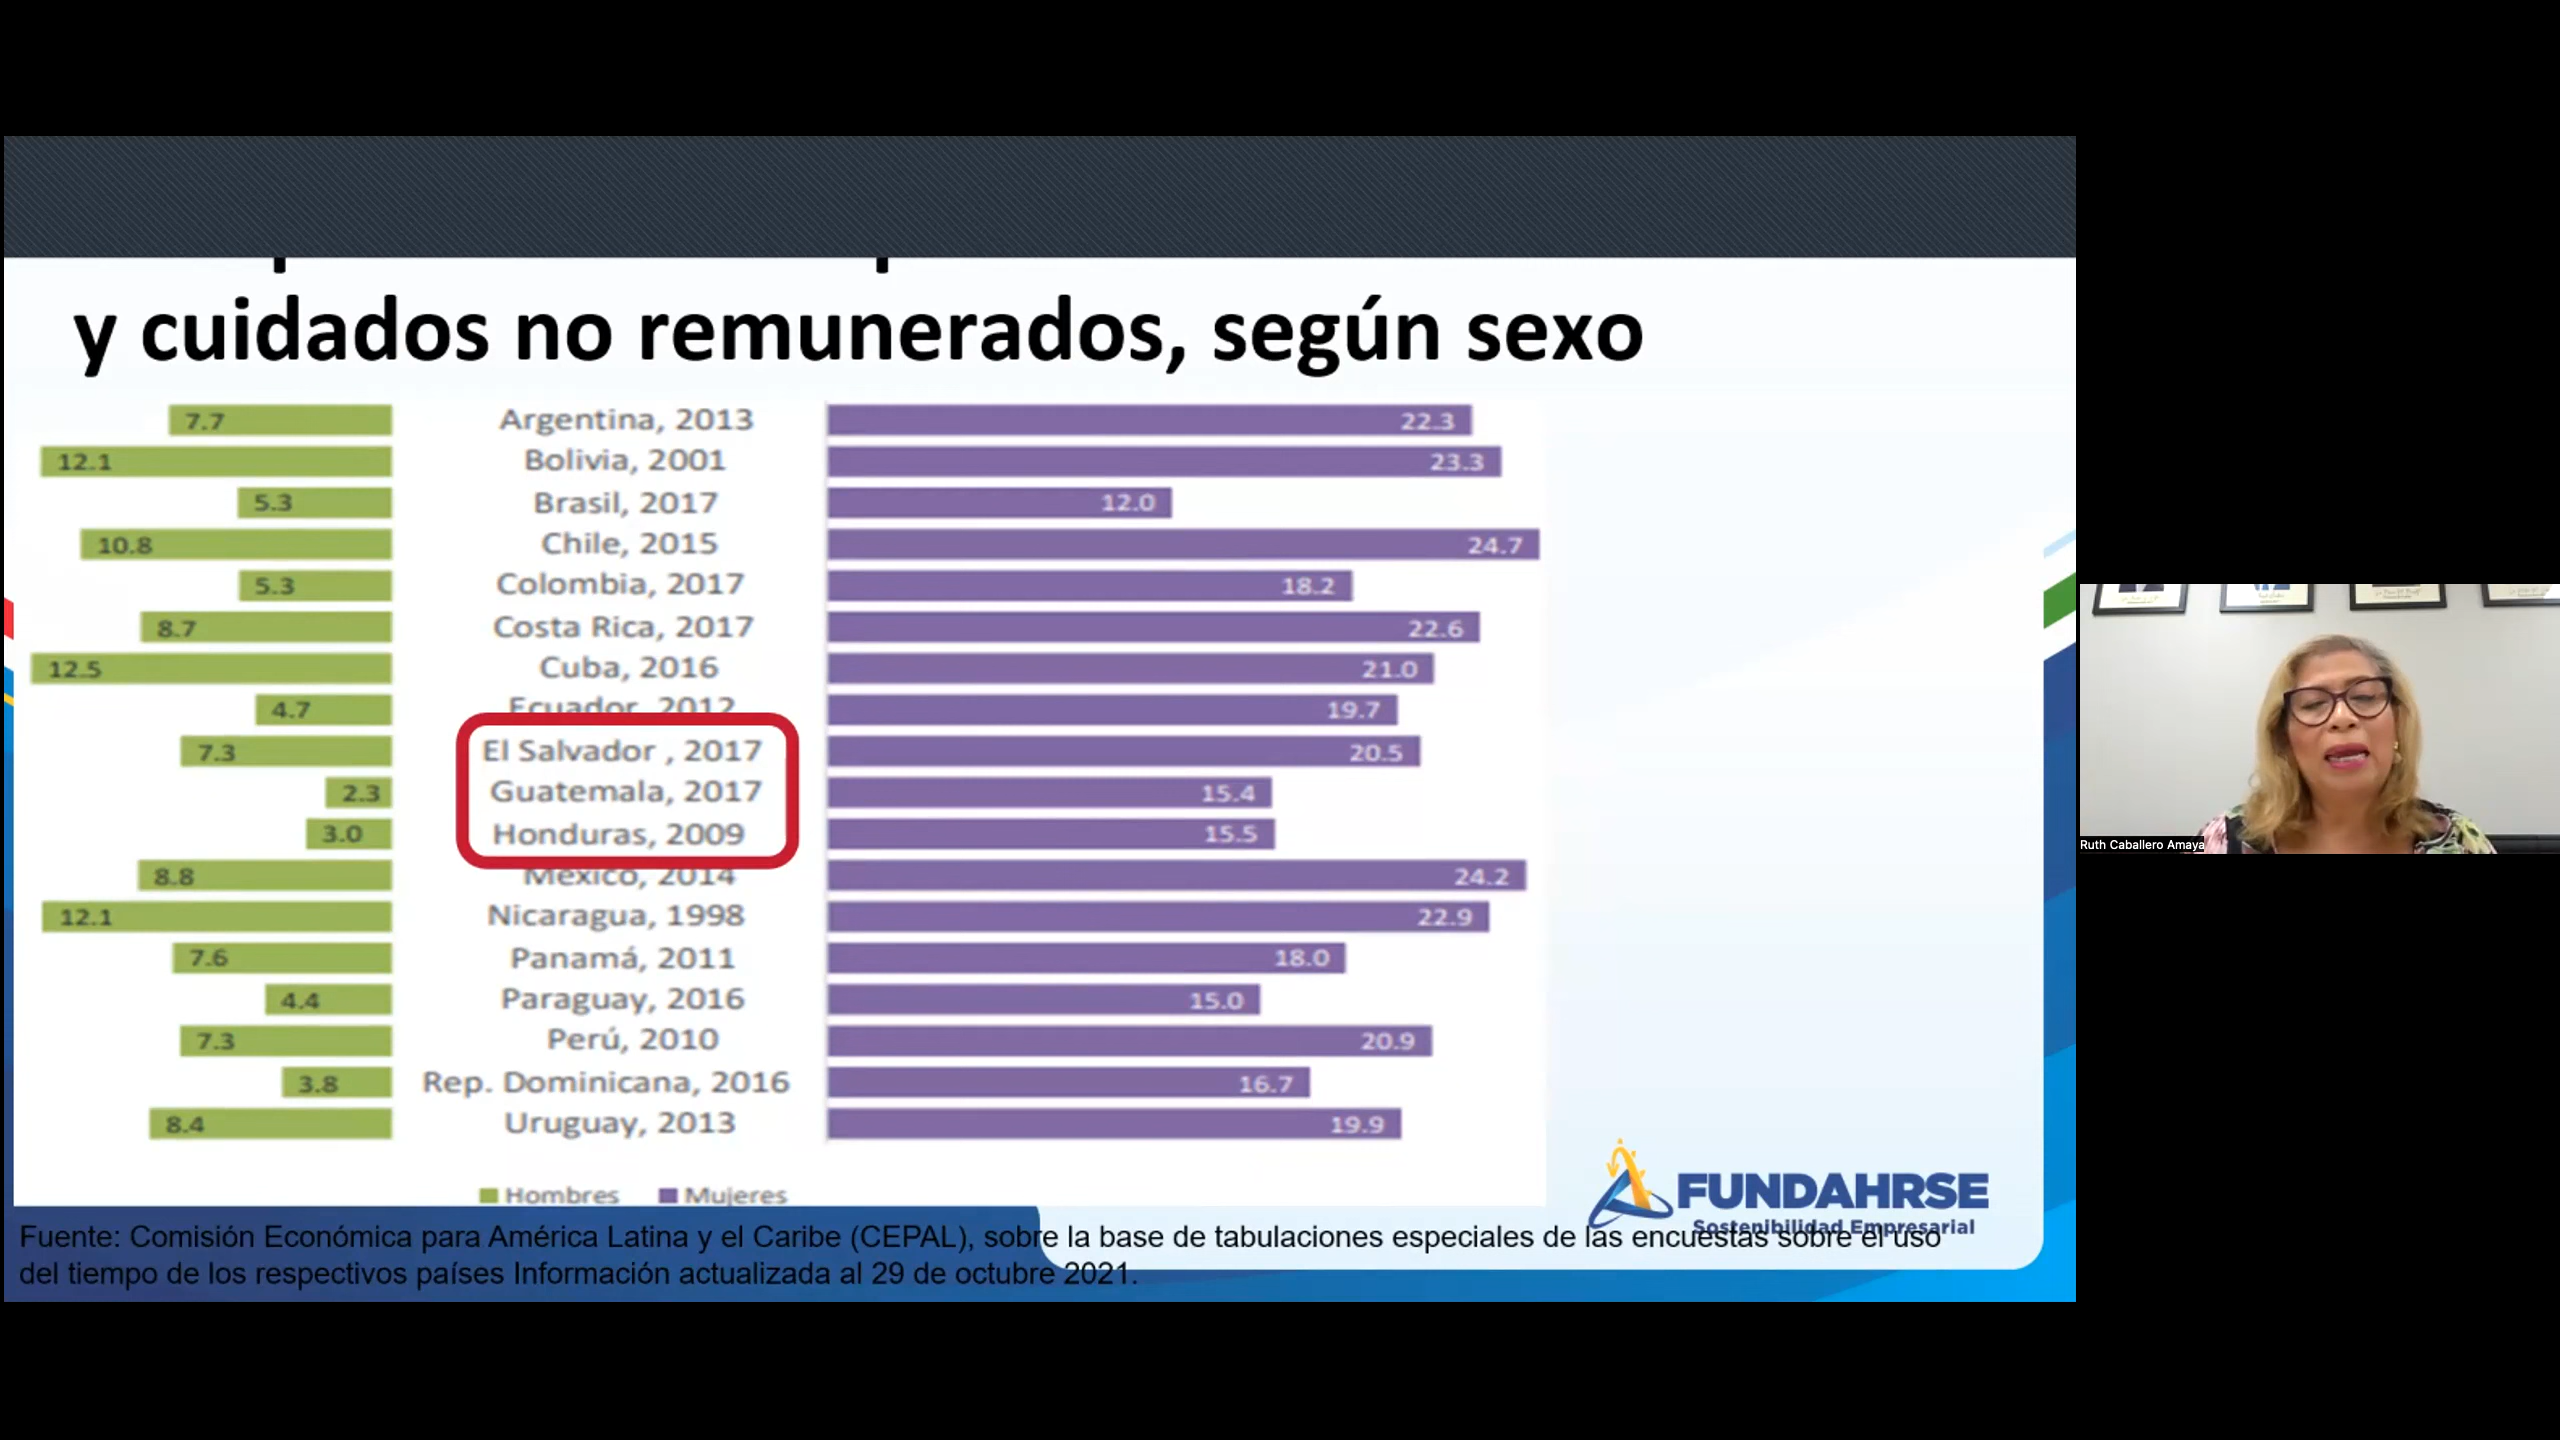 y cuidados no remunerados, según sexo
7.7 Argentina, 2013 22.3
12.1 Bolivia, 2001 23.3
5.3 Brasil, 2017 12.0
10.8 Chile, 2015 24.7
5.3 Colombia, 2017 18.2
8.7 Costa Rica, 2017 22.6
12.5 Cuba, 2016 21.0
4.7 Ecuador, 2012 19.7
7.3 El Salvador , 2017 20.5
2.3 Guatemala, 2017 15.4
3.0 Honduras, 2009 15.5
8.8 México, 2014 24.2
12.1 Nicaragua, 1998 22.9
7.6 Panamá, 2011 18.0
4.4 Paraguay, 2016 15.0
7.3 Perú, 2010 20.9
3.8 Rep. Dominicana, 2016 16.7
8.4 Uruguay, 2013 19.9
Hombres Mujeres
FUNDAHRSE
Sostenibilidad Empresarial
Fuente: Comisión Económica para América Latina y el Caribe (CEPAL), sobre la base de tabulaciones especiales de las encuestas sobre el uso
del tiempo de los respectivos países Información actualizada al 29 de octubre 2021.
Ruth Caballero Amaya